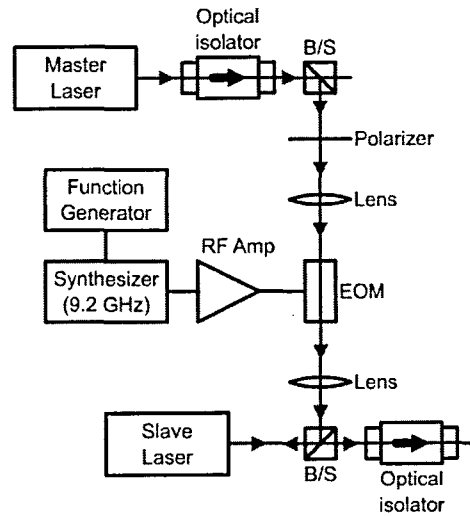 Optical
isolator
B/S
Master
Laser
Polarizer
Function
Generator
Lens
RF Amp
Synthesizer
(9.2 GHz)
EOM
Lens
Slave
Laser
B/S
Optical
isolator